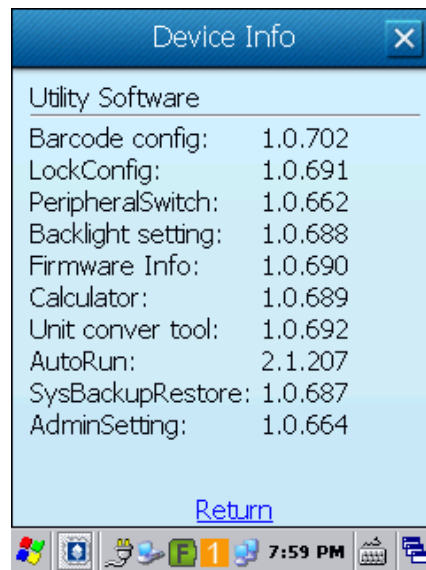 Device Info
Utility Software
Barcode config: 1.0.702
LockConfig: 1.0.691
PeripheralSwitch: 1.0.662
Backlight setting: 1.0.688
Firmware Info: 1.0.690
Calculator: 1.0.689
Unit conver tool: 1.0.692
AutoRun: 2.1.207
SysBackupRestore: 1.0.687
AdminSetting: 1.0.664
Return
F 1 7:59 PM